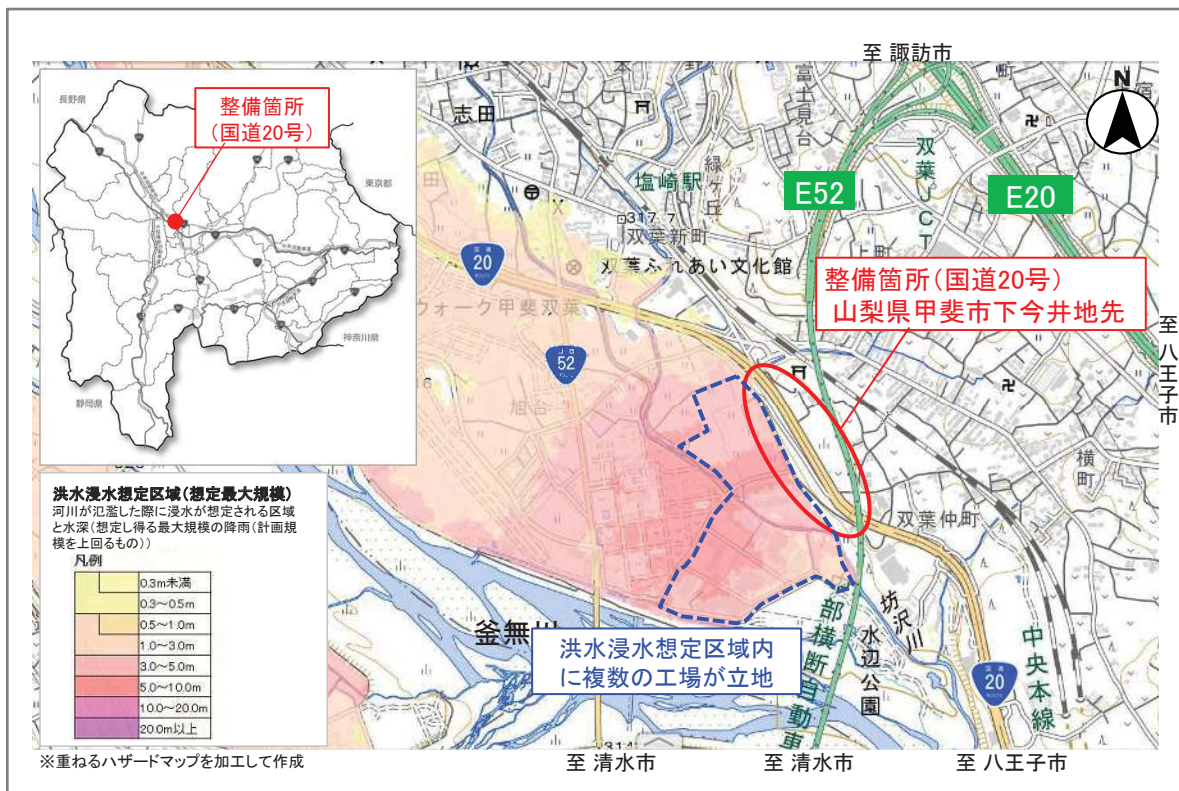 至 諏訪市
N
長野県
整備箇所
(国道20号)
東京都
神奈川県
静岡県
志田
富士見台
緑ヶ丘
塩崎駅
双葉JCT
E52
E20
317.7
双葉新町
双葉ふれあい文化館
国道
20
ROUTE
ウォーク甲斐双葉
上町
整備箇所(国道20号)
山梨県甲斐市下今井地先
至 八王子市
52
旭台
横町
双葉仲町
洪水浸水想定区域(想定最大規模)
河川が氾濫した際に浸水が想定される区域
と水深(想定し得る最大規模の降雨(計画規
模を上回るもの))
凡例
0.3m未満
0.3～0.5m
0.5～1.0m
1.0～3.0m
3.0～5.0m
5.0～10.0m
10.0～20.0m
20.0m以上
釜無川
洪水浸水想定区域内
に複数の工場が立地
部横断自動車
水辺公園
坊沢川
国道
20
ROUTE
中央本線
314
※重ねるハザードマップを加工して作成
至 清水市
至 清水市
至 八王子市